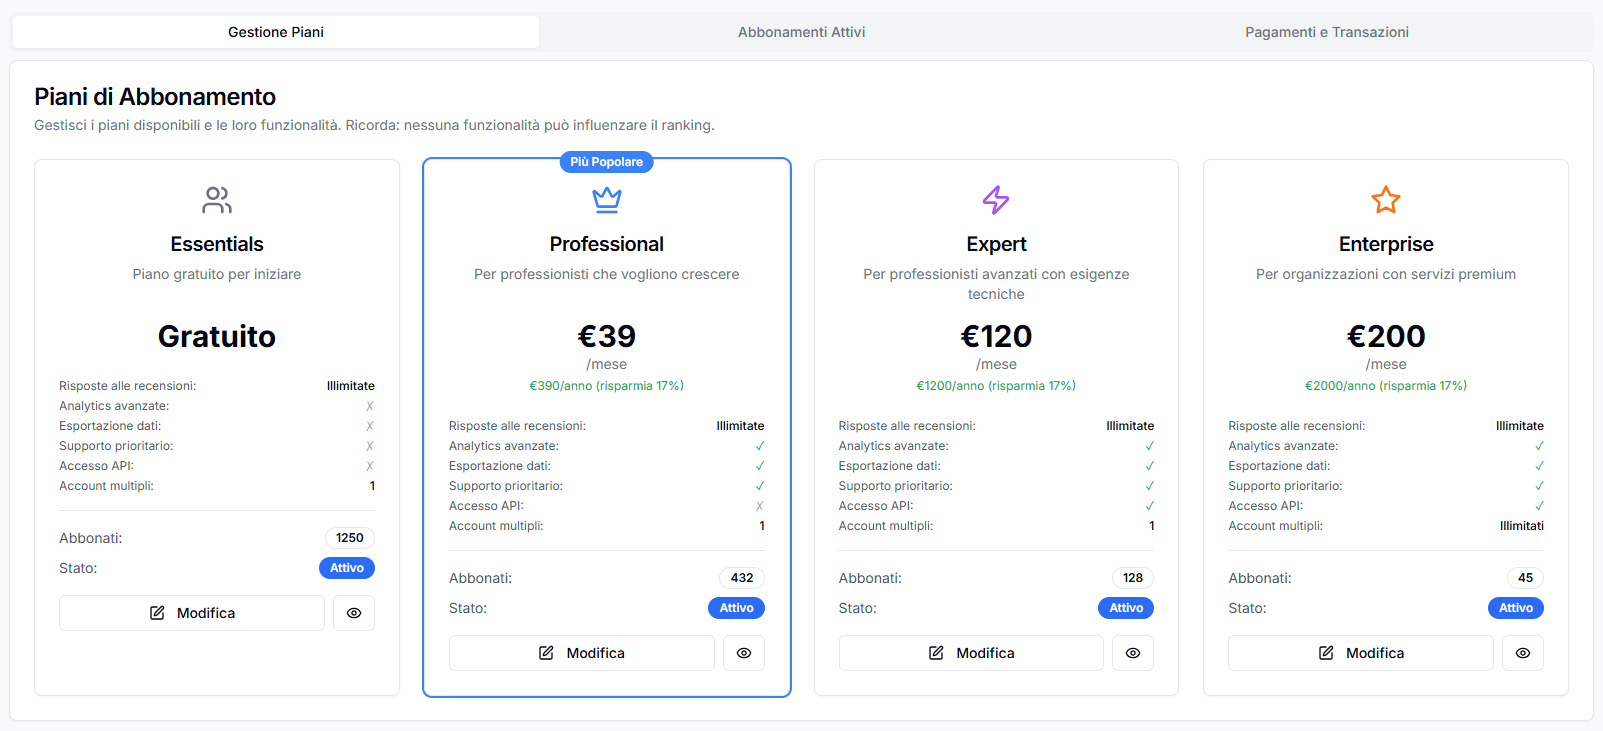 Gestione Piani
Abbonamenti Attivi
Pagamenti e Transazioni
Piani di Abbonamento
Gestisci i piani disponibili e le loro funzionalità. Ricorda: nessuna funzionalità può influenzare il ranking.
Essentials
Piano gratuito per iniziare
Gratuito
Risposte alle recensioni: Illimitate
Analytics avanzate: ✗
Esportazione dati: ✗
Supporto prioritario: ✗
Accesso API: ✗
Account multipli: 1
Abbonati: 1250
Stato: Attivo
Modifica
Più Popolare
Professional
Per professionisti che vogliono crescere
€39
/mese
€390/anno (risparmia 17%)
Risposte alle recensioni: Illimitate
Analytics avanzate: ✓
Esportazione dati: ✓
Supporto prioritario: ✓
Accesso API: ✗
Account multipli: 1
Abbonati: 432
Stato: Attivo
Modifica
Expert
Per professionisti avanzati con esigenze
tecniche
€120
/mese
€1200/anno (risparmia 17%)
Risposte alle recensioni: Illimitate
Analytics avanzate: ✓
Esportazione dati: ✓
Supporto prioritario: ✓
Accesso API: ✓
Account multipli: 1
Abbonati: 128
Stato: Attivo
Modifica
Enterprise
Per organizzazioni con servizi premium
€200
/mese
€2000/anno (risparmia 17%)
Risposte alle recensioni: Illimitate
Analytics avanzate: ✓
Esportazione dati: ✓
Supporto prioritario: ✓
Accesso API: ✓
Account multipli: Illimitati
Abbonati: 45
Stato: Attivo
Modifica